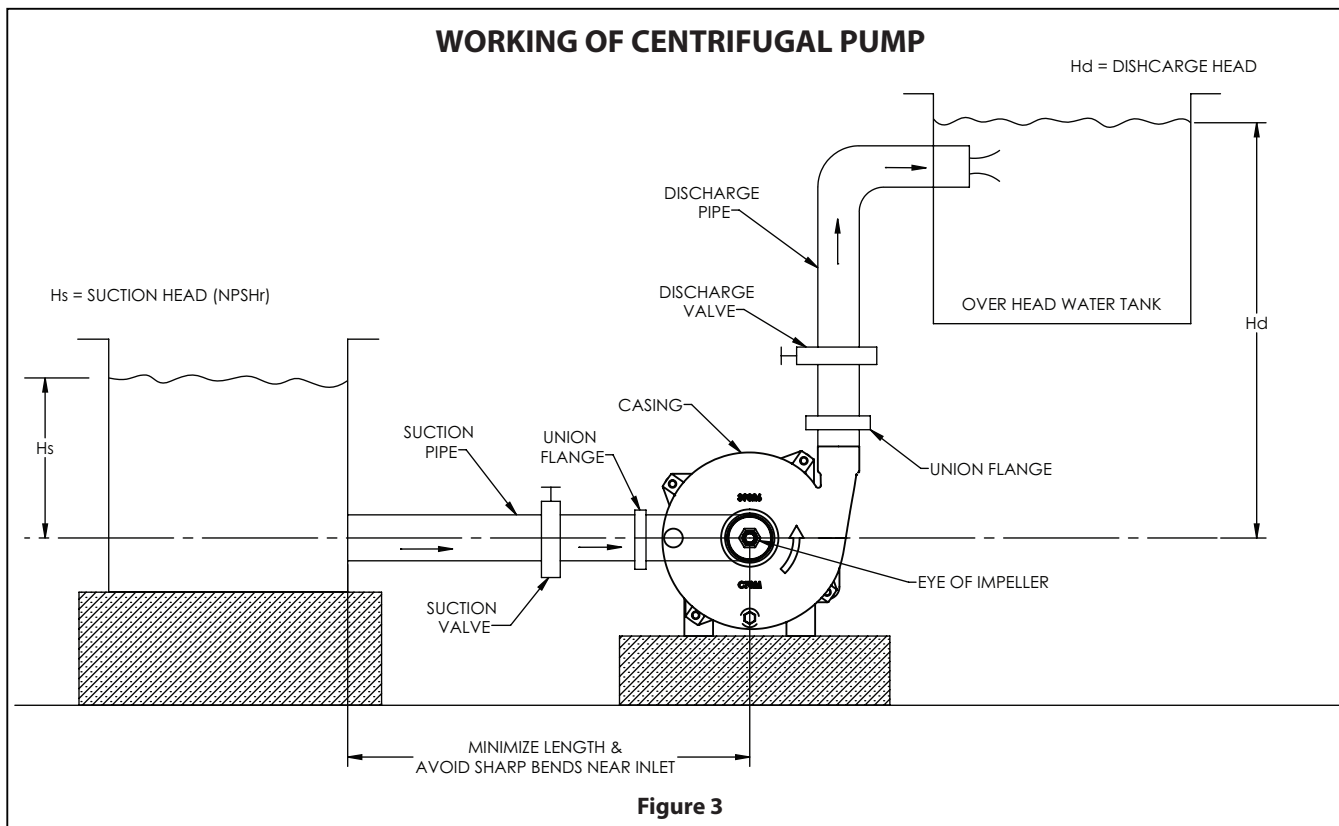 WORKING OF CENTRIFUGAL PUMP
Hd = DISHCARGE HEAD
DISCHARGE
PIPE
Hs = SUCTION HEAD (NPSHr)
DISCHARGE
VALVE
OVER HEAD WATER TANK
Hd
CASING
Hs
SUCTION
PIPE
UNION
FLANGE
UNION FLANGE
EYE OF IMPELLER
SUCTION
VALVE
MINIMIZE LENGTH &
AVOID SHARP BENDS NEAR INLET
Figure 3